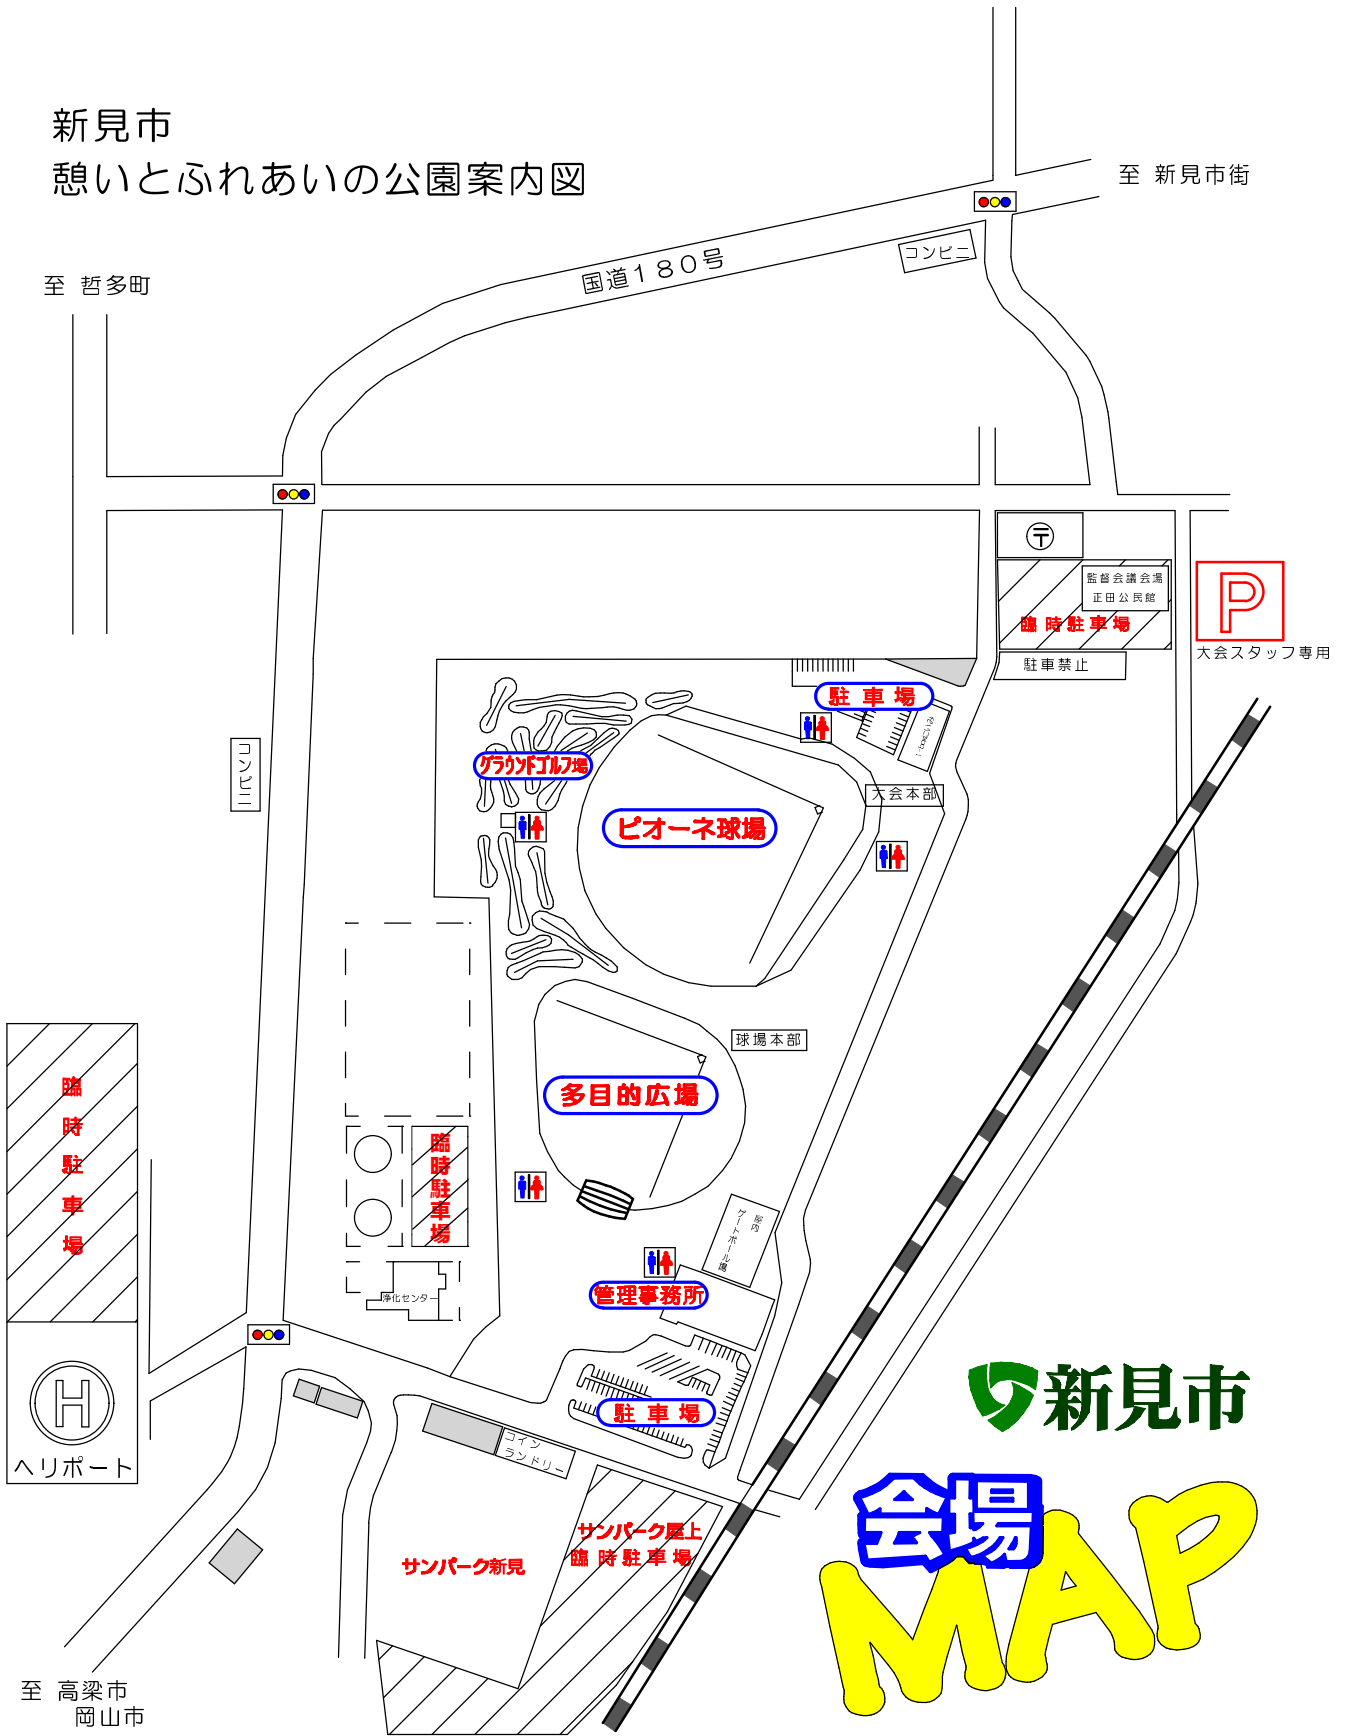 新見市
憩いとふれあいの公園案内図
至 新見市街
至 哲多町
国道180号
コンビニ
〒
監督会議会場
正田公民館
臨時駐車場
P
大会スタッフ専用
駐車禁止
駐車場
グラウンドゴルフ場
コンビニ
大会本部
ピオーネ球場
球場本部
多目的広場
臨時駐車場
臨時駐車場
屋内
ゲートボール場
管理事務所
浄化センター
H
ヘリポート
駐車場
コイン
ランドリー
新見市
サンパーク屋上
臨時駐車場
サンパーク新見
会場
MAP
至 高梁市
岡山市